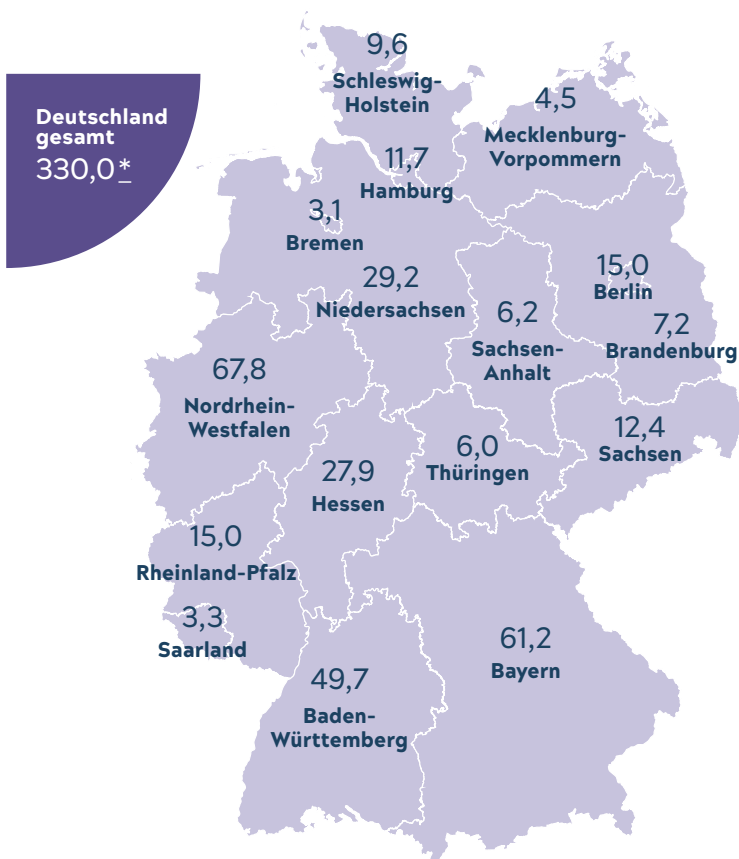 9,6
Schleswig-
Holstein
Deutschland
gesamt
330,0*
4,5
Mecklenburg-
Vorpommern
11,7
Hamburg
3,1
Bremen
29,2
Niedersachsen
15,0
Berlin
6,2
Sachsen-
Anhalt
7,2
Brandenburg
67,8
Nordrhein-
Westfalen
12,4
Sachsen
6,0
Thüringen
27,9
Hessen
15,0
Rheinland-Pfalz
3,3
Saarland
61,2
Bayern
49,7
Baden-
Württemberg